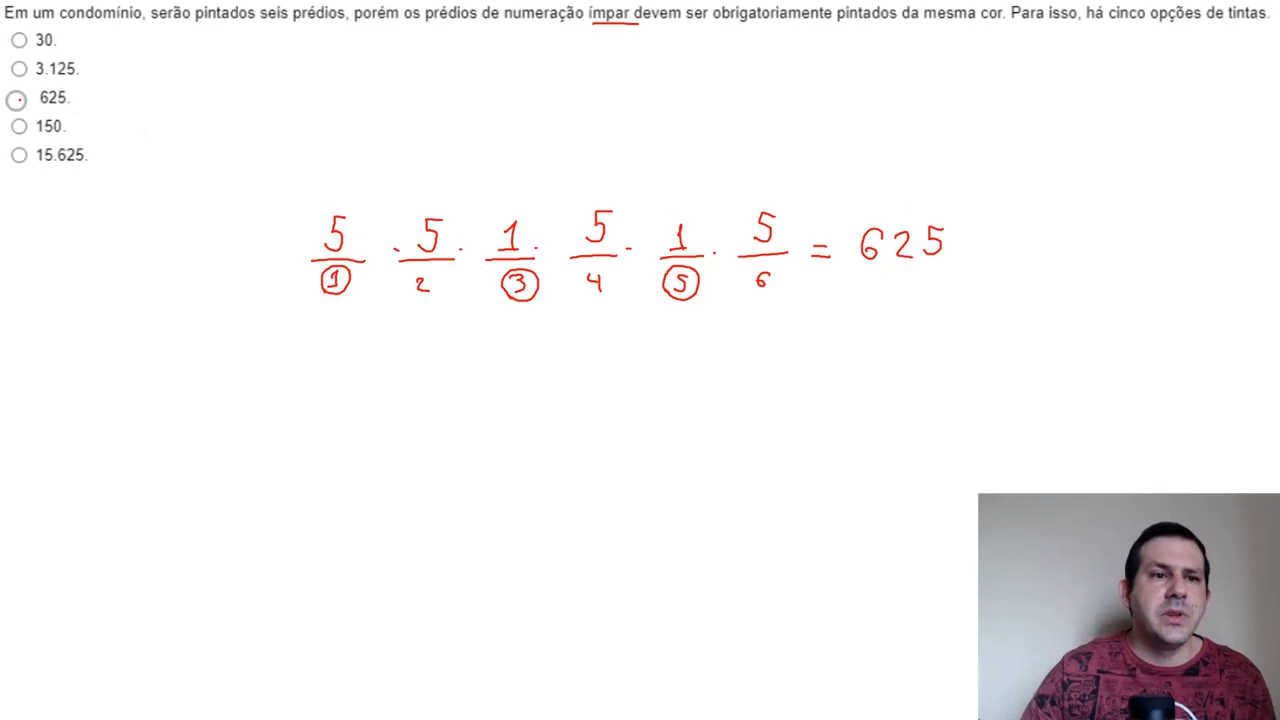 Em um condomínio, serão pintados seis prédios, porém os prédios de numeração ímpar devem ser obrigatoriamente pintados da mesma cor. Para isso, há cinco opções de tintas.
30.
3.125.
625.
150.
15.625.
5 . 5 . 1 . 5 . 1 . 5 = 625
1 2 3 4 5 6